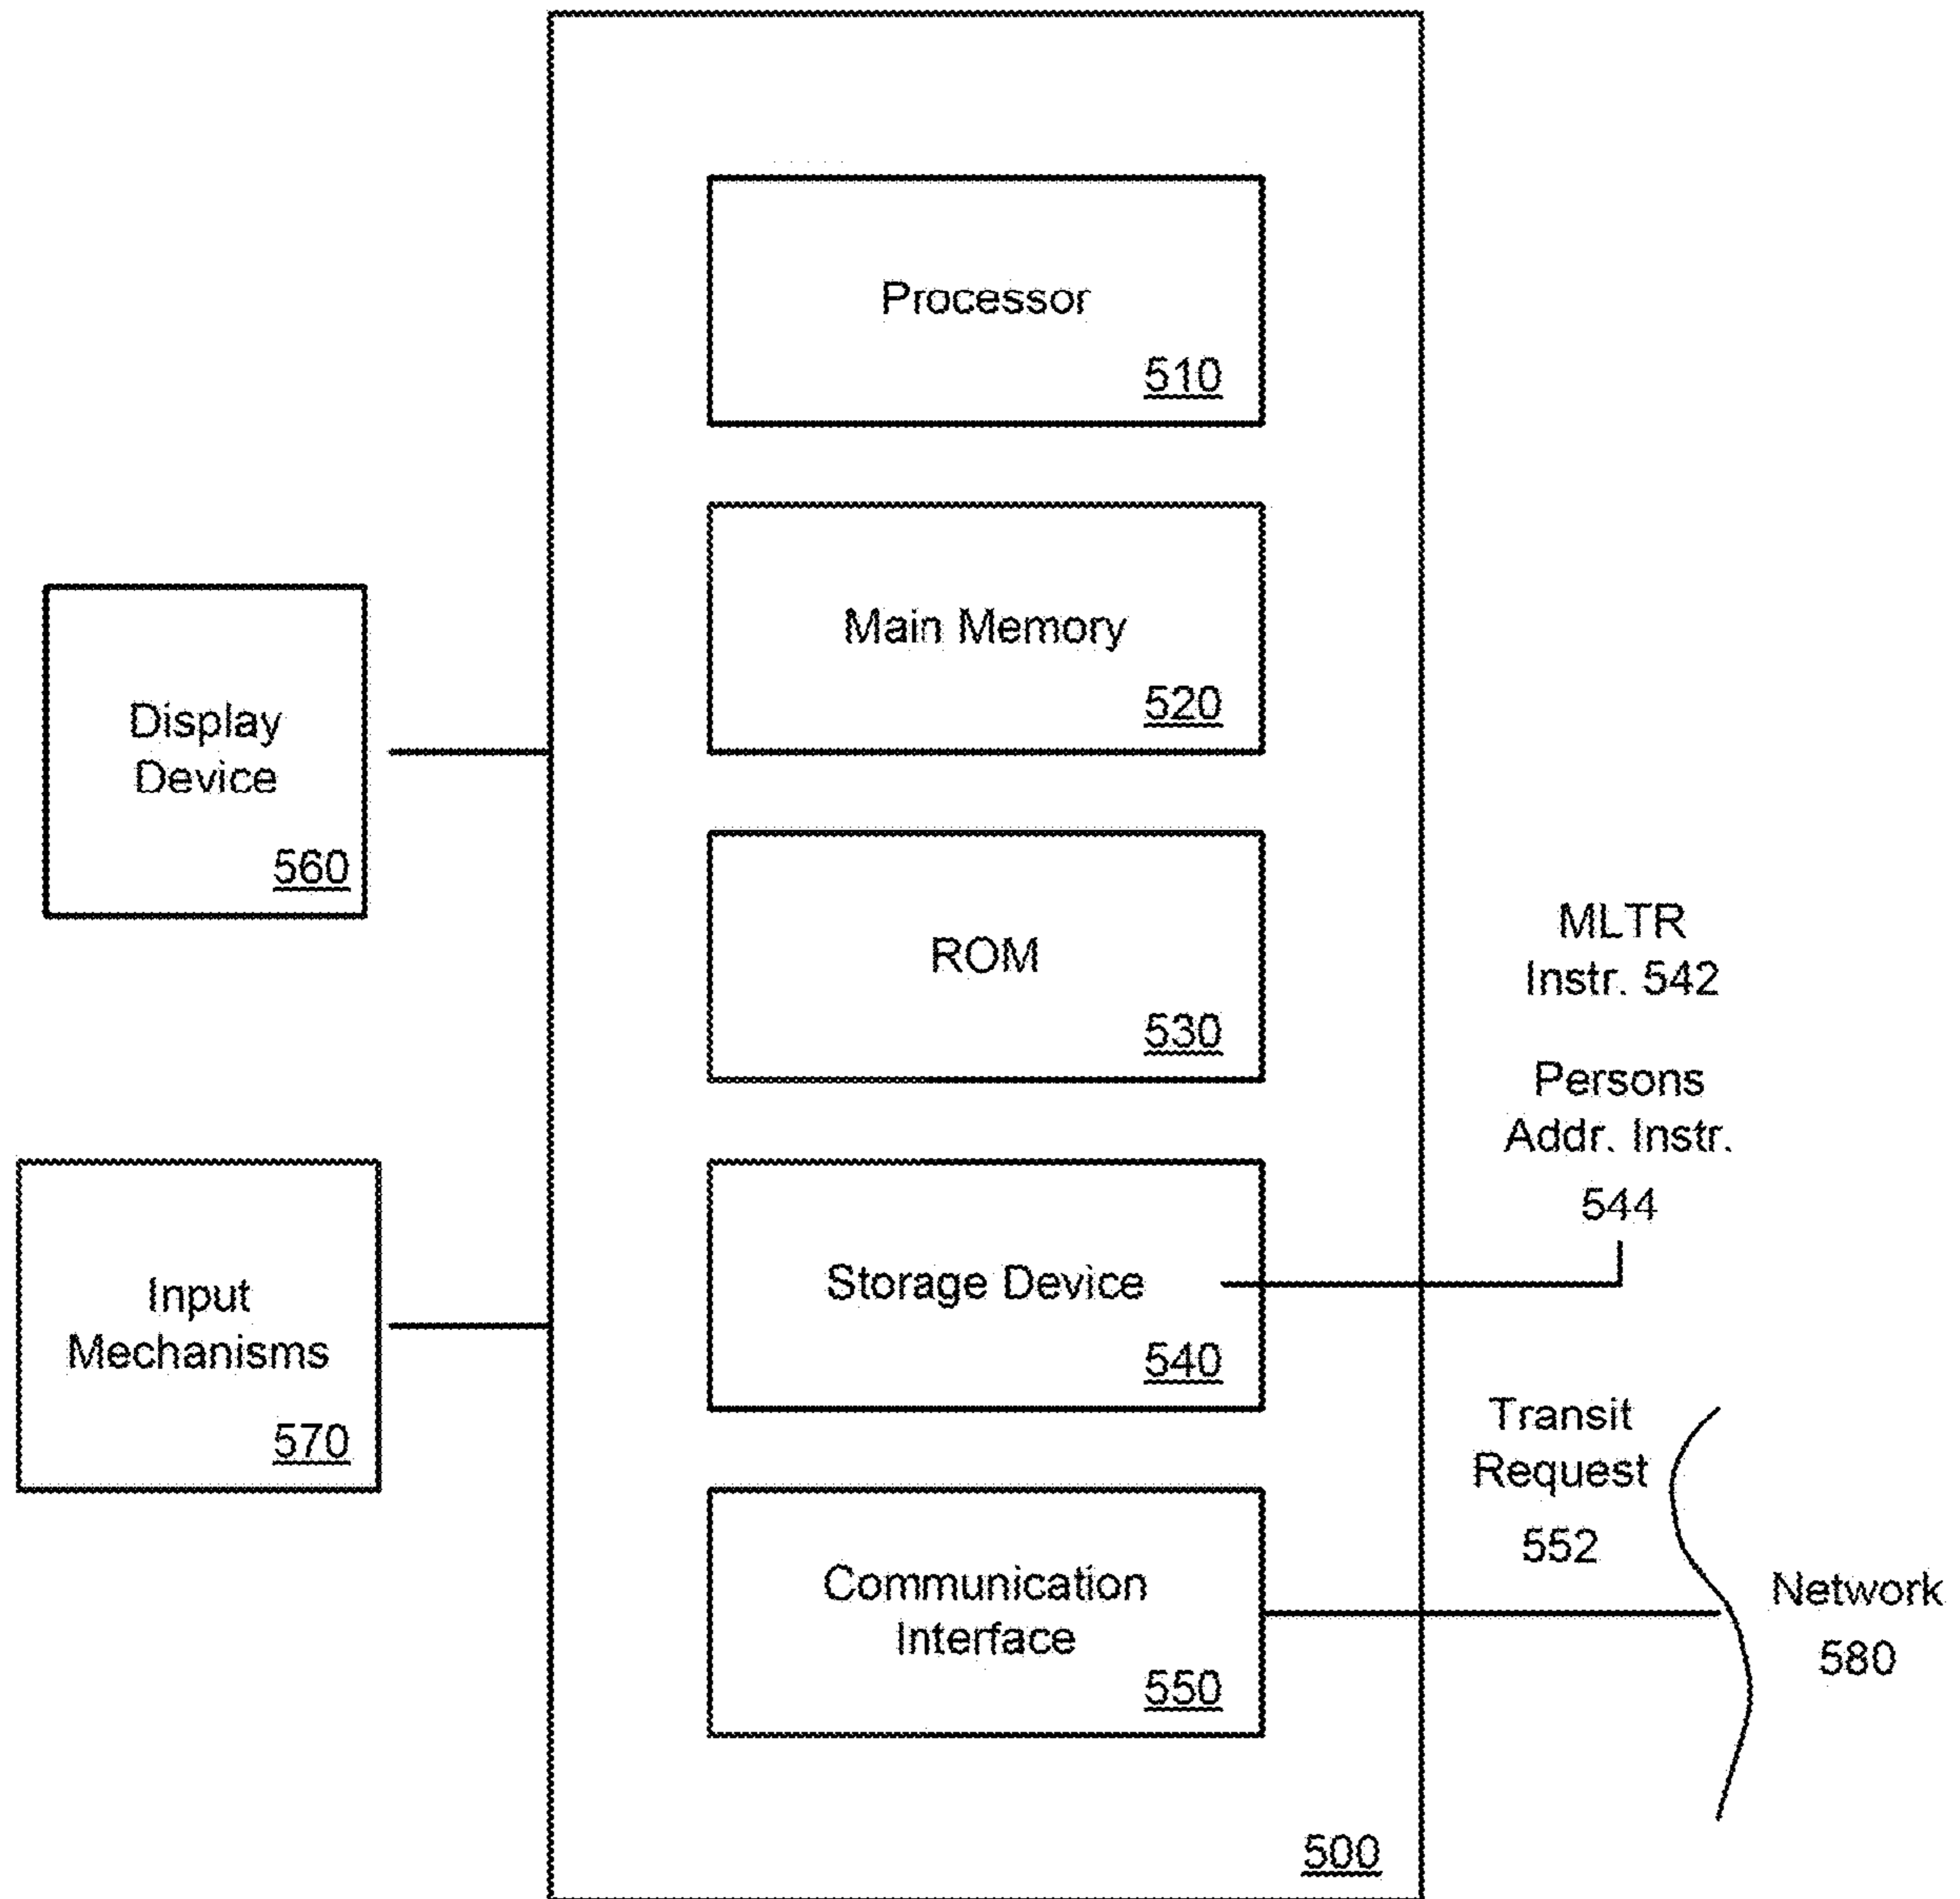 Processor
510
Main Memory
520
Display
Device
560
ROM
530
MLTR
Instr. 542
Persons
Addr. Instr.
544
Input
Mechanisms
570
Storage Device
540
Transit
Request
552
Communication
Interface
550
Network
580
500